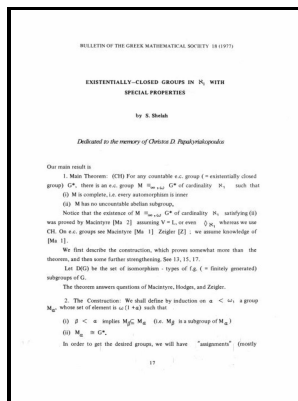 BULLETIN OF THE GREEK MATHEMATICAL SOCIETY 18 (1977)
EXISTENTIALLY-CLOSED GROUPS IN ℵ₁ WITH
SPECIAL PROPERTIES
by S. Shelah
Dedicated to the memory of Christos D. Papakyriakopoulos
Our main result is
1. Main Theorem: (CH) For any countable e.c. group ( = existentially closed
group) G*, there is an e.c. group M ≡∞,ω G* of cardinality ℵ₁ such that
(i) M is complete, i.e. every automorphism is inner
(ii) M has no uncountable abelian subgroup.
Notice that the existence of M ≡∞,ω G* of cardinality ℵ₁ satisfying (ii)
was proved by Macintyre [Ma 2] assuming V = L, or even ◊ℵ₁ whereas we use
CH. On e.c. groups see Macintyre [Ma 1] Zeigler [Z] ; we assume knowledge of
[Ma 1].
We first describe the construction, which proves somewhat more than the
theorem, and then some further strengthening. See 13, 15, 17.
Let D(G) be the set of isomorphism - types of f.g. ( = finitely generated)
subgroups of G.
The theorem answers questions of Macintyre, Hodges, and Zeigler.
2. The Construction: We shall define by induction on α < ω₁ a group
Mα, whose set of element is ω(1+α) such that
(i) β < α implies Mβ ⊆ Mα (i.e. Mβ is a subgroup of Mα)
(ii) Mα ≡ G*,
In order to get the desired groups, we will have "assignments" (mostly
17